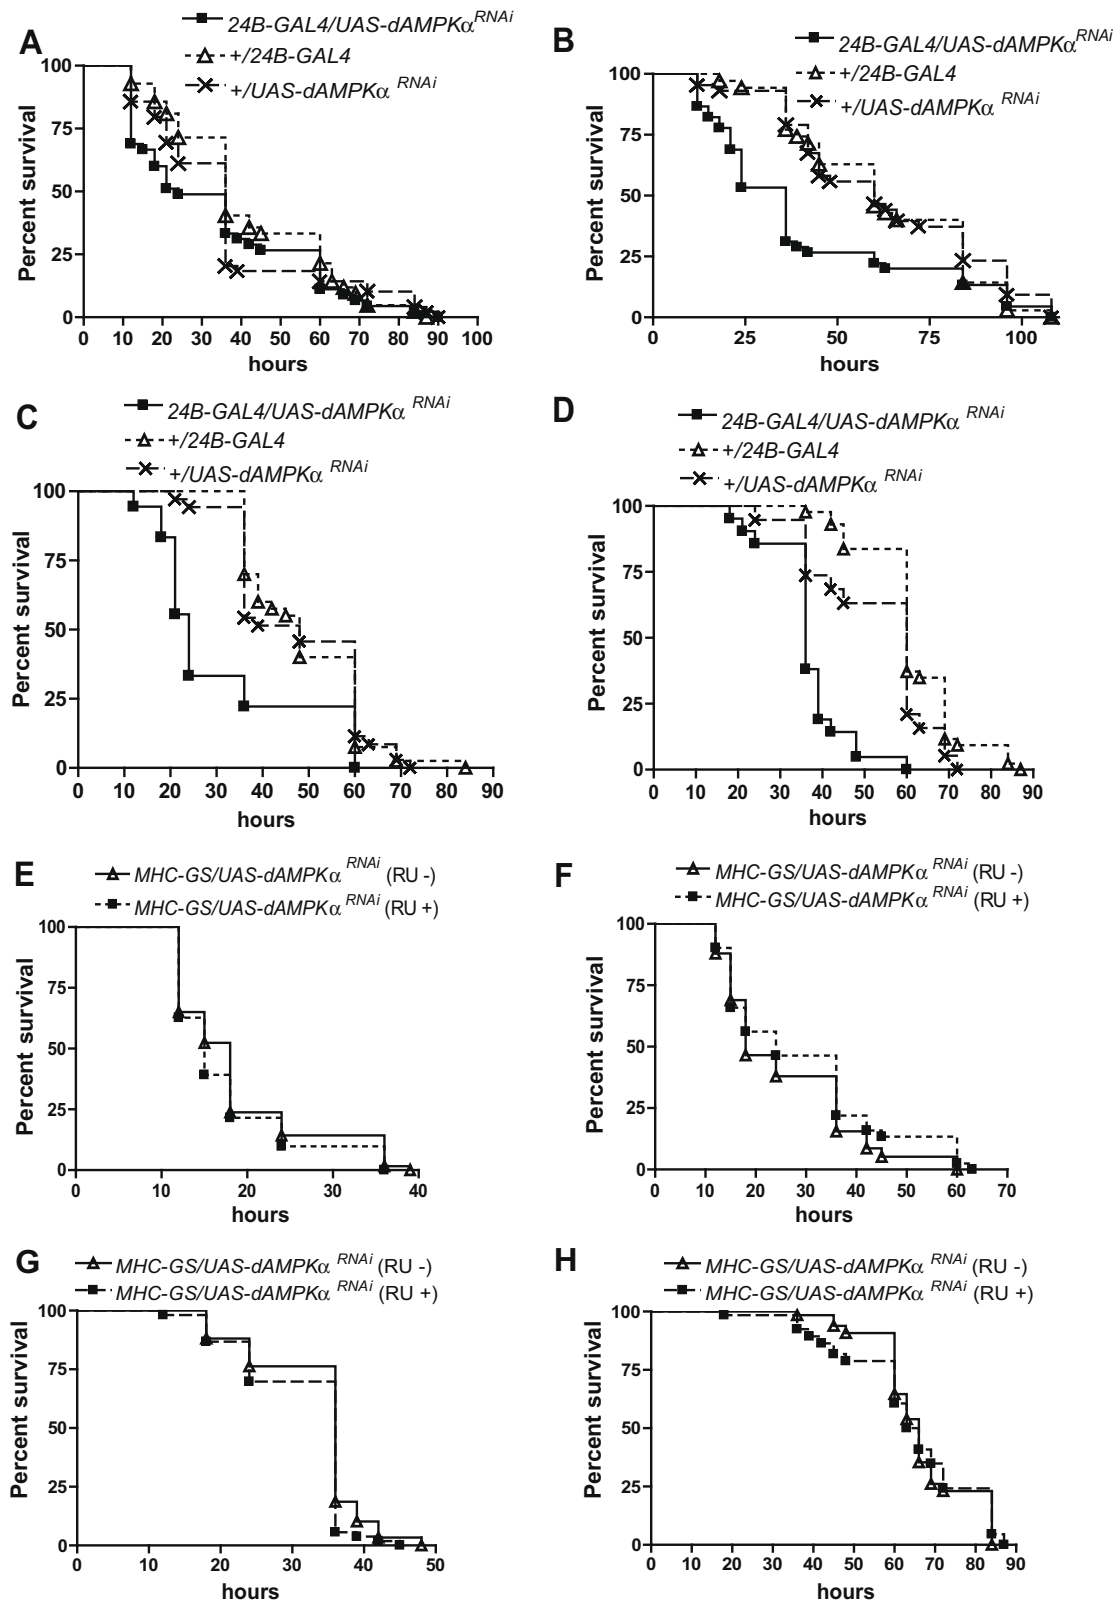 A
24B-GAL4/UAS-dAMPKα RNAi
+/24B-GAL4
+/UAS-dAMPKα RNAi
Percent survival
100
75
50
25
0
0 10 20 30 40 50 60 70 80 90 100
hours
B
24B-GAL4/UAS-dAMPKα RNAi
+/24B-GAL4
+/UAS-dAMPKα RNAi
Percent survival
100
75
50
25
0
0 25 50 75 100
hours
C
24B-GAL4/UAS-dAMPKα RNAi
+/24B-GAL4
+/UAS-dAMPKα RNAi
Percent survival
100
75
50
25
0
0 10 20 30 40 50 60 70 80 90
hours
D
24B-GAL4/UAS-dAMPKα RNAi
+/24B-GAL4
+/UAS-dAMPKα RNAi
Percent survival
100
75
50
25
0
0 10 20 30 40 50 60 70 80 90
hours
E
MHC-GS/UAS-dAMPKα RNAi (RU -)
MHC-GS/UAS-dAMPKα RNAi (RU +)
Percent survival
100
75
50
25
0
0 10 20 30 40
hours
F
MHC-GS/UAS-dAMPKα RNAi (RU -)
MHC-GS/UAS-dAMPKα RNAi (RU +)
Percent survival
100
75
50
25
0
0 10 20 30 40 50 60 70
hours
G
MHC-GS/UAS-dAMPKα RNAi (RU -)
MHC-GS/UAS-dAMPKα RNAi (RU +)
Percent survival
100
75
50
25
0
0 10 20 30 40 50
hours
H
MHC-GS/UAS-dAMPKα RNAi (RU -)
MHC-GS/UAS-dAMPKα RNAi (RU +)
Percent survival
100
75
50
25
0
0 10 20 30 40 50 60 70 80 90
hours